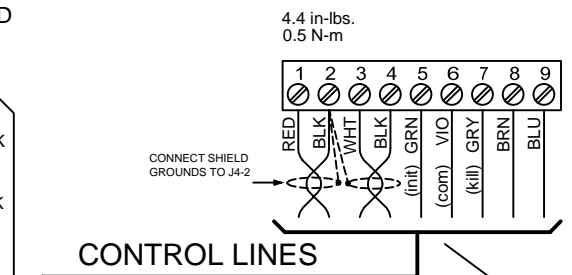 D
4.4 in-lbs.
0.5 N-m
1 2 3 4 5 6 7 8 9
RED BLK WHT BLK (init) GRN (com) VIO (kill) GRY BRN BLU
K
CONNECT SHIELD
GROUNDS TO J4-2
K
CONTROL LINES